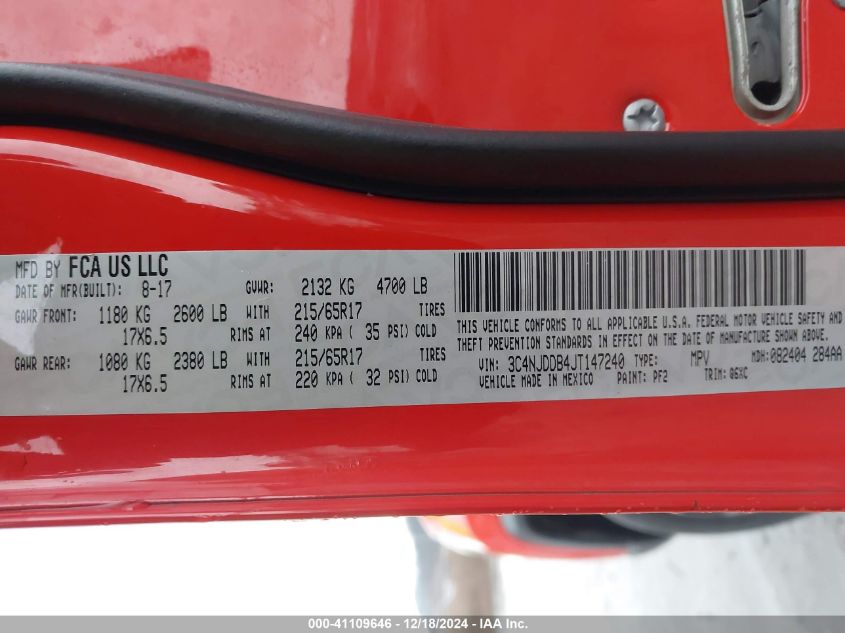 MFD BY FCA US LLC
DATE OF MFR(BUILT): 8-17 GVWR: 2132 KG 4700 LB
GAWR FRONT: 1180 KG 2600 LB WITH 215/65R17 TIRES
17X6.5 RIMS AT 240 KPA ( 35 PSI) COLD
GAWR REAR: 1080 KG 2380 LB WITH 215/65R17 TIRES
17X6.5 RIMS AT 220 KPA ( 32 PSI) COLD
THIS VEHICLE CONFORMS TO ALL APPLICABLE U.S.A. FEDERAL MOTOR VEHICLE SAFETY AND
THEFT PREVENTION STANDARDS IN EFFECT ON THE DATE OF MANUFACTURE SHOWN ABOVE.
VIN: 3C4NJDDB4JT147240 TYPE: MPV MDH: 082404 284AA
VEHICLE MADE IN MEXICO PAINT: PF2 TRIM: G5XC
000-41109646 - 12/18/2024 - IAA Inc.